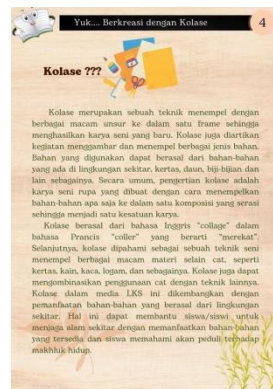 Yuk.... Berkreasi dengan Kolase
4
Kolase ???
Kolase merupakan sebuah teknik menempel dengan
berbagai macam unsur ke dalam satu frame sehingga
menghasilkan karya seni yang baru. Kolase juga diartikan
kegiatan menggambar dan menempel berbagai jenis bahan.
Bahan yang digunakan dapat berasal dari bahan-bahan
yang ada di lingkungan sekitar, kertas, daun, biji-bijian dan
lain sebagainya. Secara umum, pengertian kolase adalah
karya seni rupa yang dibuat dengan cara menempelkan
bahan-bahan apa saja ke dalam satu komposisi yang serasi
sehingga menjadi satu kesatuan karya.
Kolase berasal dari bahasa Inggris "collage" dalam
bahasa Prancis "coller" yang berarti "merekat".
Selanjutnya, kolase dipahami sebagai sebuah teknik seni
menempel berbagai macam materi selain cat, seperti
kertas, kain, kaca, logam, dan sebagainya. Kolase juga dapat
mengombinasikan penggunaan cat dengan teknik lainnya.
Kolase dalam media LKS ini dikembangkan dengan
pemanfaatan bahan-bahan yang berasal dari lingkungan
sekitar. Hal ini dapat membantu siswa/siswi untuk
menjaga alam sekitar dengan memanfaatkan bahan-bahan
yang tersedia dan siswa memahami akan peduli terhadap
makhluk hidup.